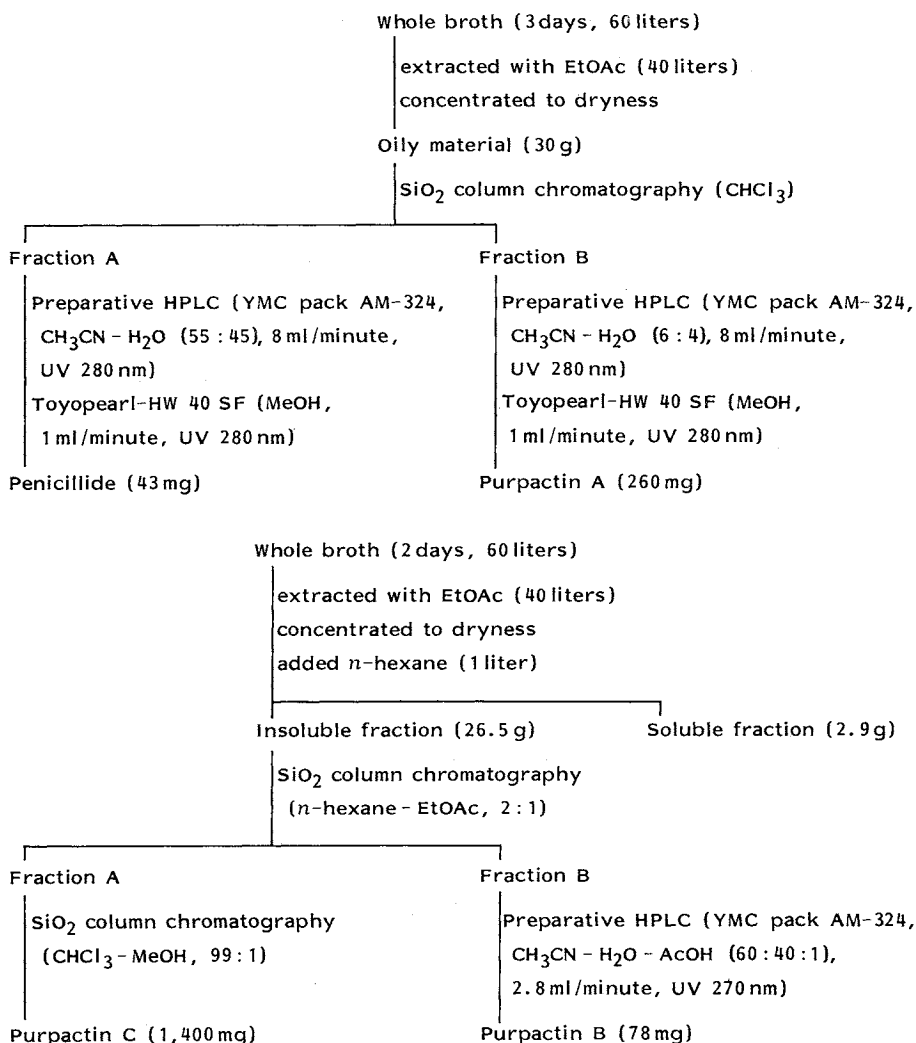 Whole broth (3 days, 60 liters)
extracted with EtOAc (40 liters)
concentrated to dryness
Oily material (30 g)
SiO₂ column chromatography (CHCl₃)
Fraction A
Preparative HPLC (YMC pack AM-324,
CH₃CN - H₂O (55 : 45), 8 ml/minute,
UV 280 nm)
Toyopearl-HW 40 SF (MeOH,
1 ml/minute, UV 280 nm)
Penicillide (43 mg)
Fraction B
Preparative HPLC (YMC pack AM-324,
CH₃CN - H₂O (6 : 4), 8 ml/minute,
UV 280 nm)
Toyopearl-HW 40 SF (MeOH,
1 ml/minute, UV 280 nm)
Purpactin A (260 mg)
Whole broth (2 days, 60 liters)
extracted with EtOAc (40 liters)
concentrated to dryness
added n-hexane (1 liter)
Insoluble fraction (26.5 g)
Soluble fraction (2.9 g)
SiO₂ column chromatography
(n-hexane - EtOAc, 2 : 1)
Fraction A
SiO₂ column chromatography
(CHCl₃ - MeOH, 99 : 1)
Purpactin C (1,400 mg)
Fraction B
Preparative HPLC (YMC pack AM-324,
CH₃CN - H₂O - AcOH (60 : 40 : 1),
2.8 ml/minute, UV 270 nm)
Purpactin B (78 mg)